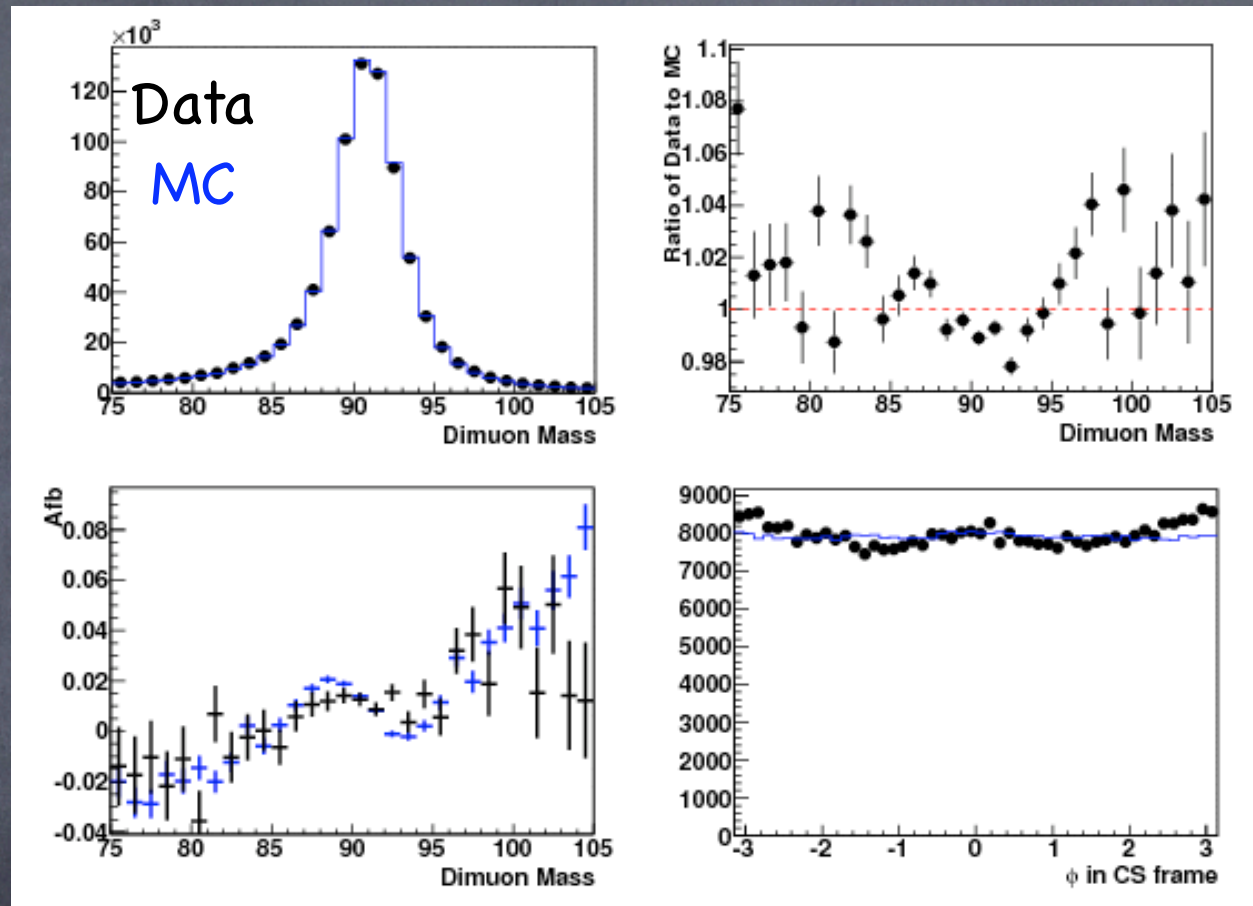 ×10³
Data
MC
120
100
80
60
40
20
0
75 80 85 90 95 100 105
Dimuon Mass
Ratio of Data to MC
1.1
1.08
1.06
1.04
1.02
1
0.98
75 80 85 90 95 100 105
Dimuon Mass
Afb
0.08
0.06
0.04
0.02
0
-0.02
-0.04
75 80 85 90 95 100 105
Dimuon Mass
9000
8000
7000
6000
5000
4000
3000
2000
1000
0
-3 -2 -1 0 1 2 3
ϕ in CS frame